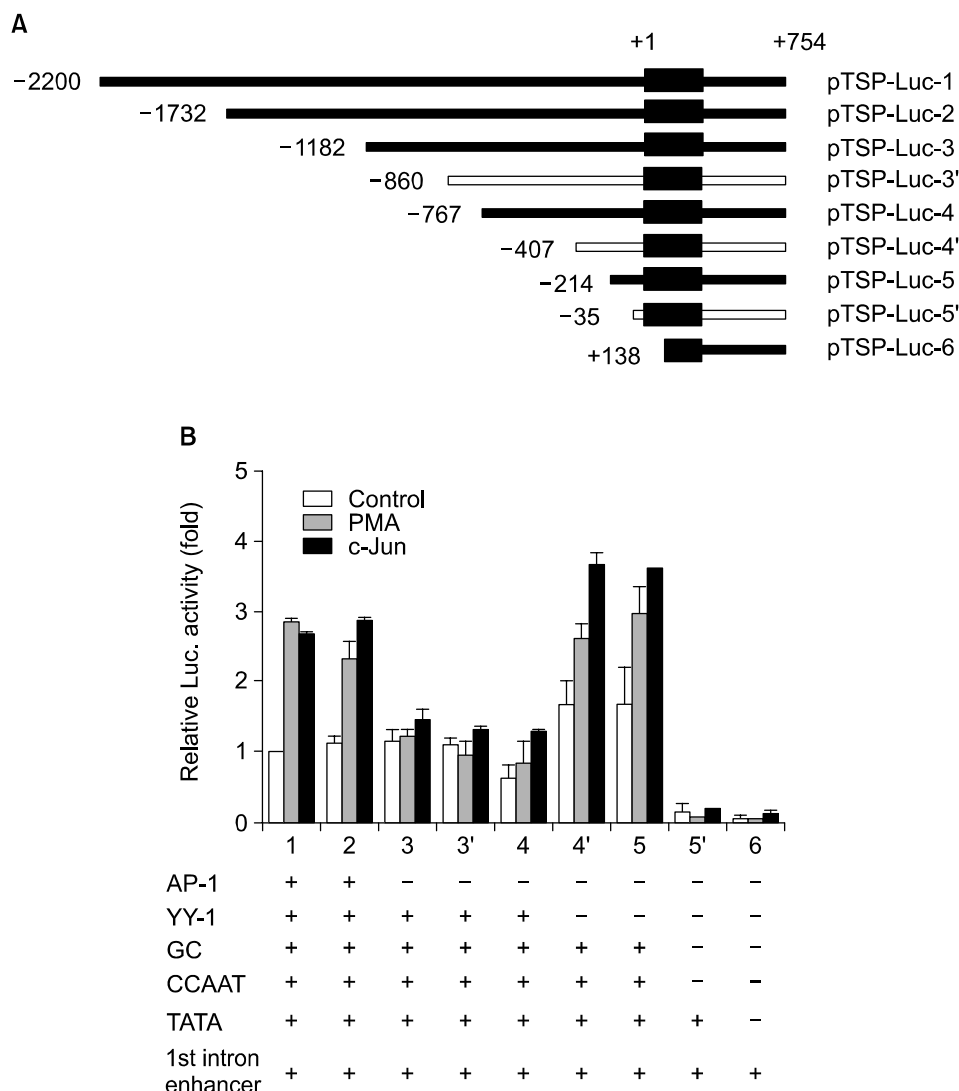 A
+1 +754
−2200 pTSP-Luc-1
−1732 pTSP-Luc-2
−1182 pTSP-Luc-3
−860 pTSP-Luc-3'
−767 pTSP-Luc-4
−407 pTSP-Luc-4'
−214 pTSP-Luc-5
−35 pTSP-Luc-5'
+138 pTSP-Luc-6
B
Relative Luc. activity (fold)
5
4
3
2
1
0
Control
PMA
c-Jun
1 2 3 3' 4 4' 5 5' 6
AP-1 + + − − − − − − −
YY-1 + + + + + − − − −
GC + + + + + + + − −
CCAAT + + + + + + + − −
TATA + + + + + + + + −
1st intron
enhancer + + + + + + + + +